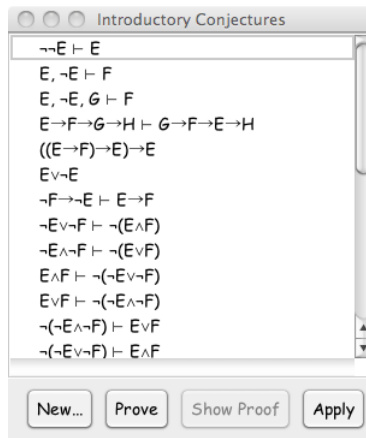 Introductory Conjectures
¬¬E ⊢ E
E, ¬E ⊢ F
E, ¬E, G ⊢ F
E→F→G→H ⊢ G→F→E→H
((E→F)→E)→E
E∨¬E
¬F→¬E ⊢ E→F
¬E∨¬F ⊢ ¬(E∧F)
¬E∧¬F ⊢ ¬(E∨F)
E∧F ⊢ ¬(¬E∨¬F)
E∨F ⊢ ¬(¬E∧¬F)
¬(¬E∧¬F) ⊢ E∨F
¬(¬E∨¬F) ⊢ E∧F
New... Prove Show Proof Apply